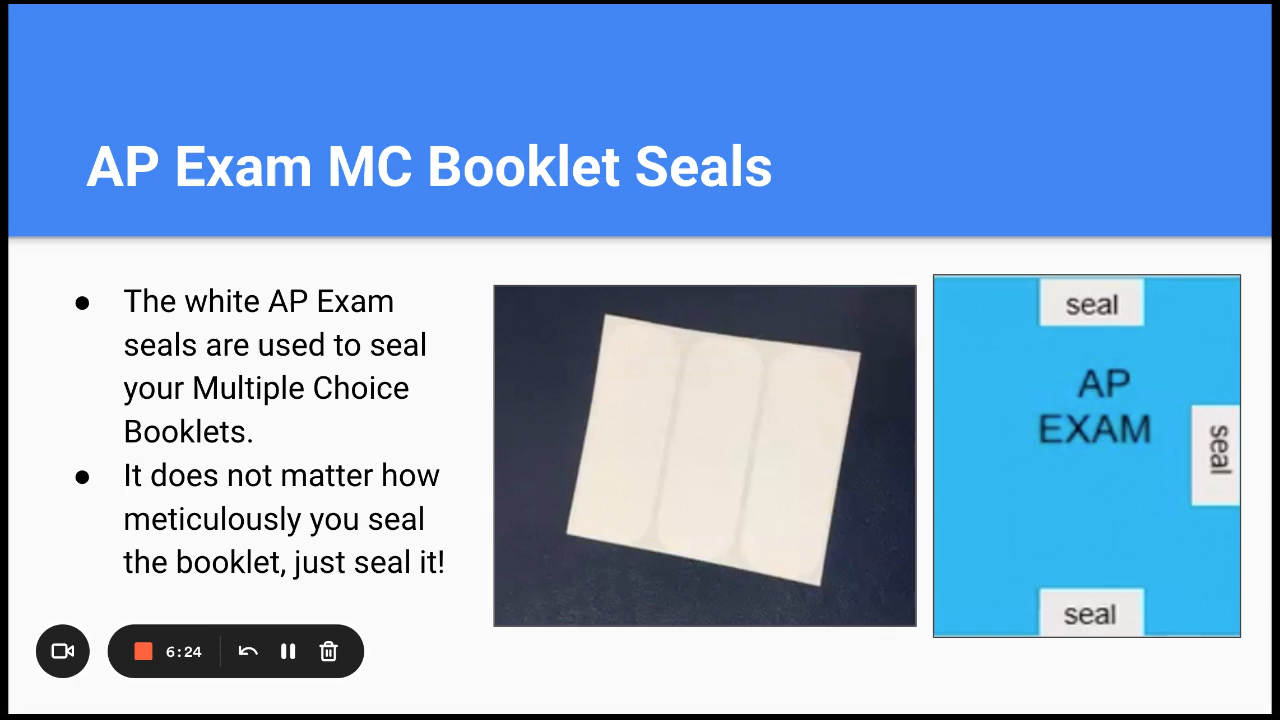 AP Exam MC Booklet Seals
● The white AP Exam
seals are used to seal
your Multiple Choice
Booklets.
● It does not matter how
meticulously you seal
the booklet, just seal it!
seal
AP
EXAM
seal
seal
6:24